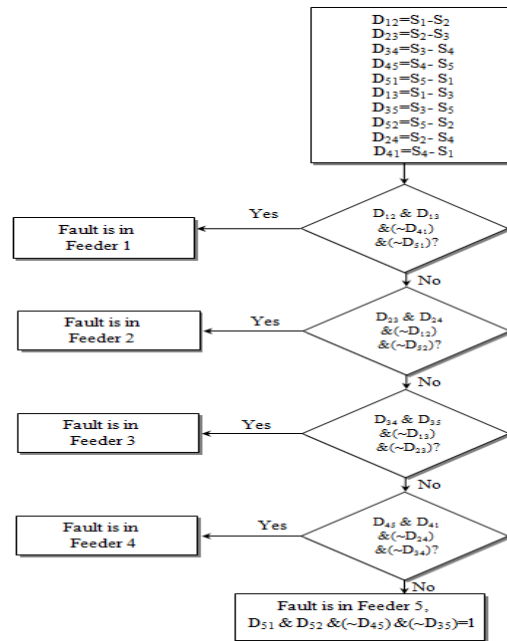 D12=S1-S2
D23=S2-S3
D34=S3- S4
D45=S4- S5
D51=S5- S1
D13=S1- S3
D35=S3- S5
D52=S5- S2
D24=S2- S4
D41=S4- S1
D12 & D13
&(~D41)
&(~D51)?
Yes
Fault is in
Feeder 1
No
D23 & D24
&(~D12)
&(~D52)?
Yes
Fault is in
Feeder 2
No
D34 & D35
&(~D13)
&(~D23)?
Yes
Fault is in
Feeder 3
No
D45 & D41
&(~D24)
&(~D34)?
Yes
Fault is in
Feeder 4
No
Fault is in Feeder 5,
D51 & D52 &(~D45) &(~D35)=1